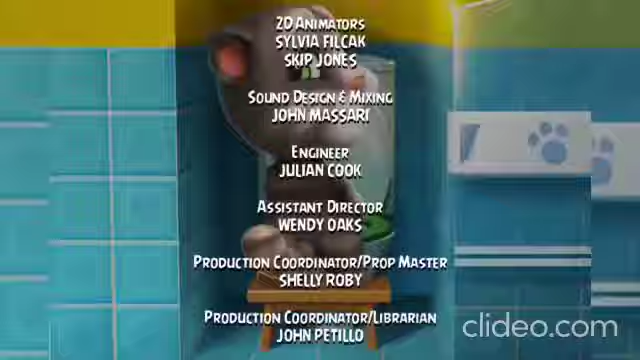 2D Animators
SYLVIA FILCAK
SKIP JONES
Sound Design & Mixing
JOHN MASSARI
Engineer
JULIAN COOK
Assistant Director
WENDY OAKS
Production Coordinator/Prop Master
SHELLY ROBY
Production Coordinator/Librarian
JOHN PETILLO
clideo.com